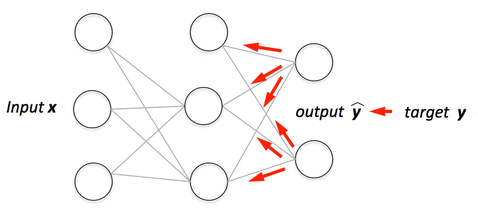 Input x
output ŷ
target y